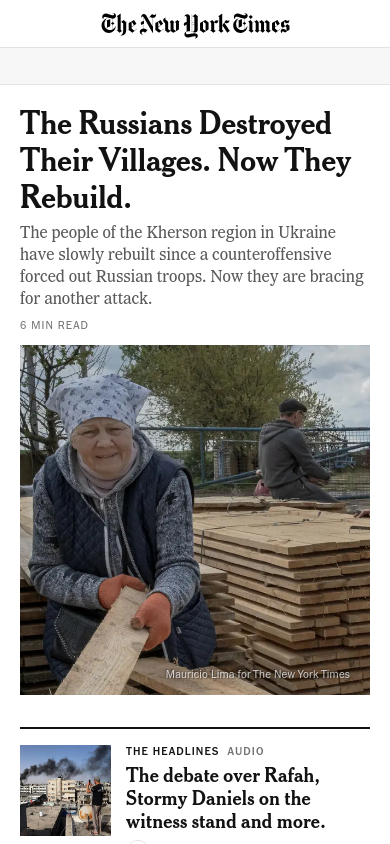 The New York Times
The Russians Destroyed
Their Villages. Now They
Rebuild.
The people of the Kherson region in Ukraine
have slowly rebuilt since a counteroffensive
forced out Russian troops. Now they are bracing
for another attack.
6 MIN READ
Mauricio Lima for The New York Times
THE HEADLINES AUDIO
The debate over Rafah,
Stormy Daniels on the
witness stand and more.